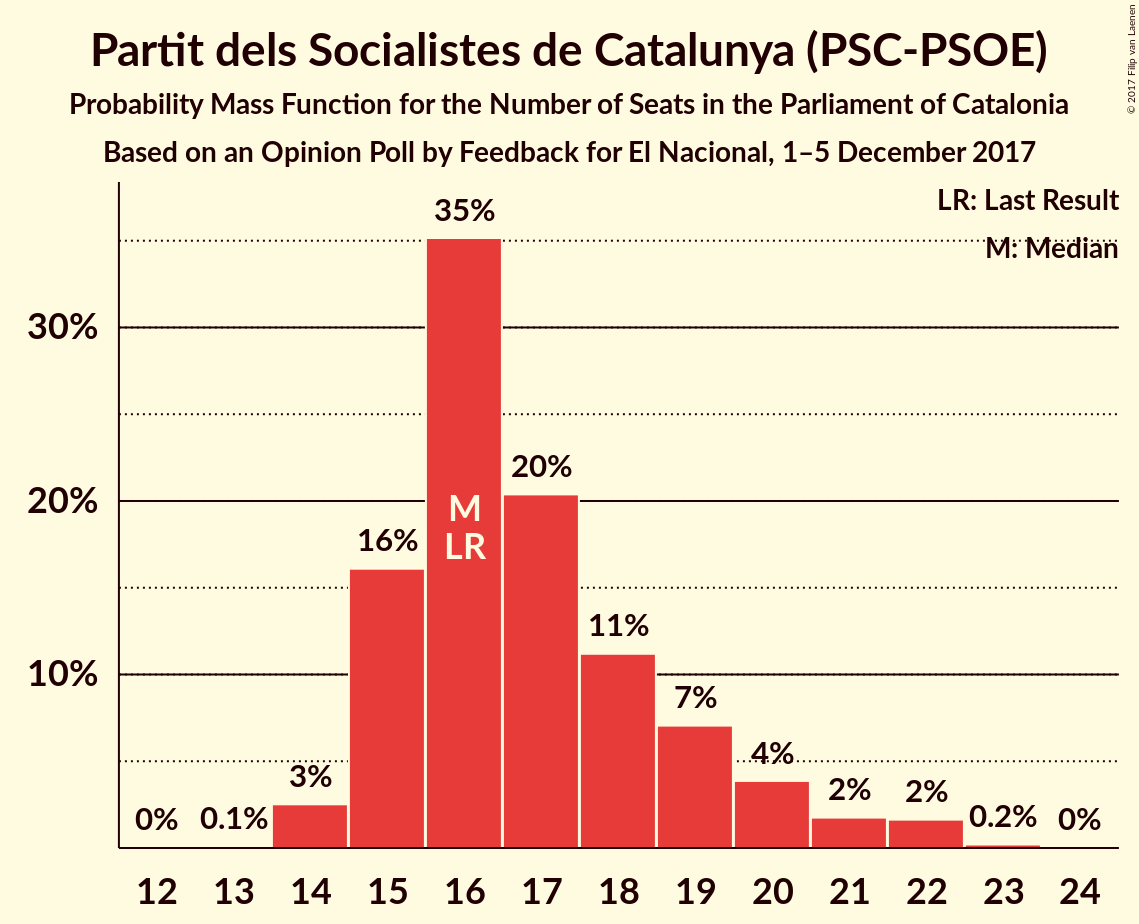 Partit dels Socialistes de Catalunya (PSC-PSOE)
Probability Mass Function for the Number of Seats in the Parliament of Catalonia
Based on an Opinion Poll by Feedback for El Nacional, 1–5 December 2017
© 2017 Filip van Laenen
LR: Last Result
M: Median
35%
30%
20%
M
20%
LR
16%
11%
10%
7%
4%
3%
2%
2%
0%
0.1%
0.2%
0%
12 13 14 15 16 17 18 19 20 21 22 23 24